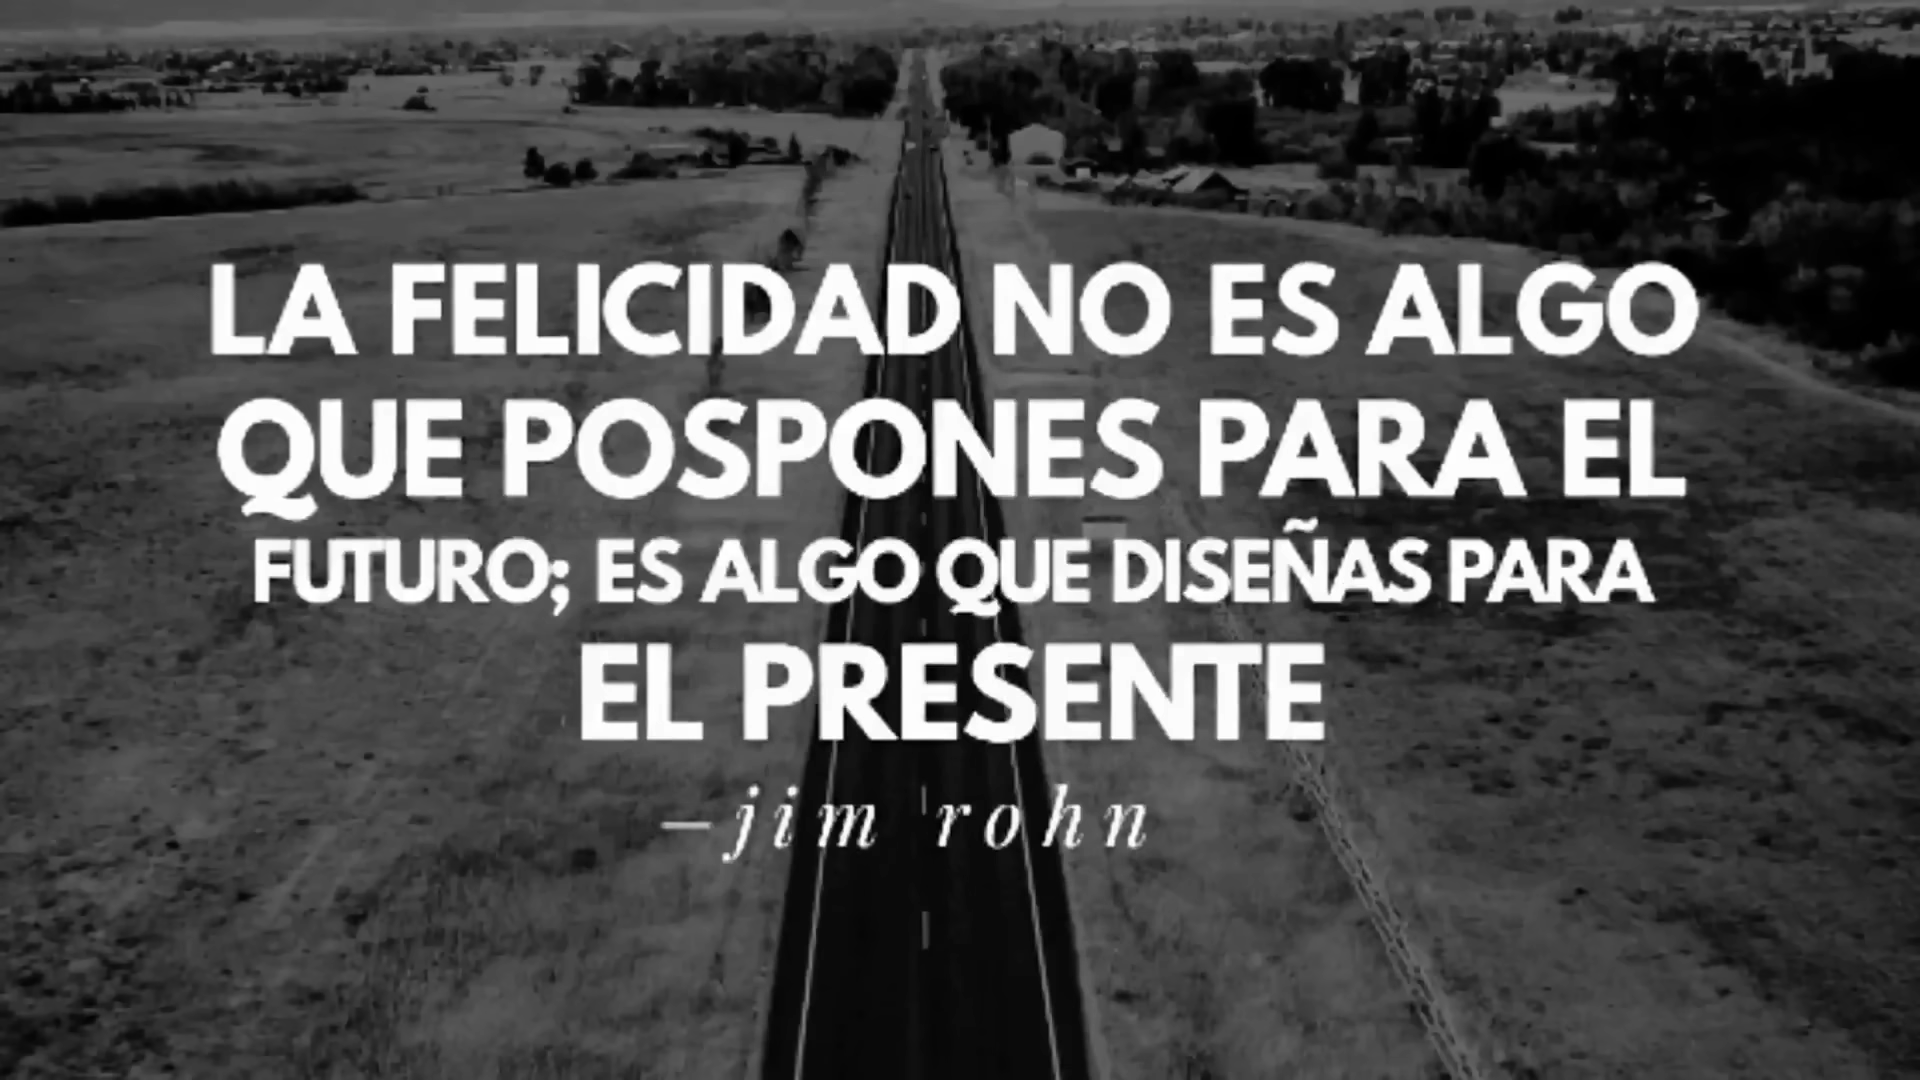 LA FELICIDAD NO ES ALGO
QUE POSPONES PARA EL
FUTURO; ES ALGO QUE DISEÑAS PARA
EL PRESENTE
–jim rohn